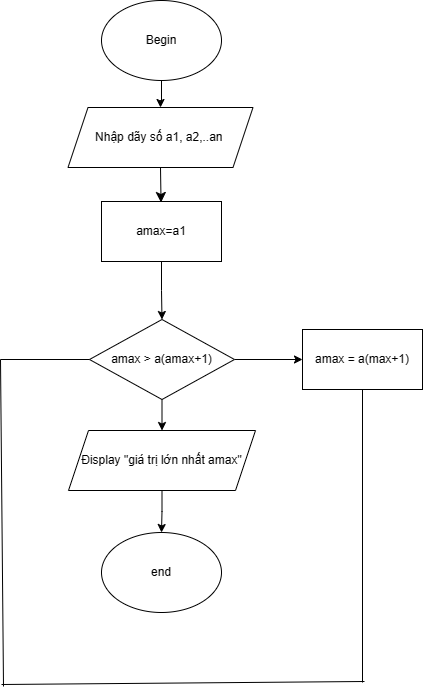 Begin
Nhập dãy số a1, a2,..an
amax=a1
amax > a(amax+1)
amax = a(max+1)
Display "giá trị lớn nhất amax"
end